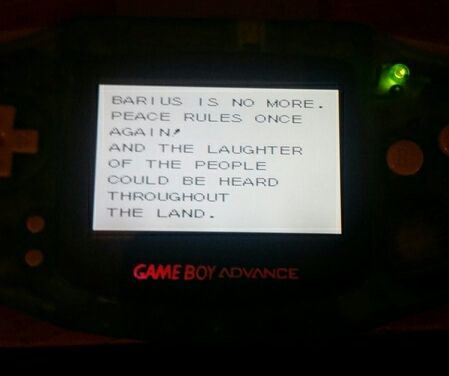 BARIUS IS NO MORE.
PEACE RULES ONCE
AGAIN!
AND THE LAUGHTER
OF THE PEOPLE
COULD BE HEARD
THROUGHOUT
THE LAND.
GAME BOY ADVANCE